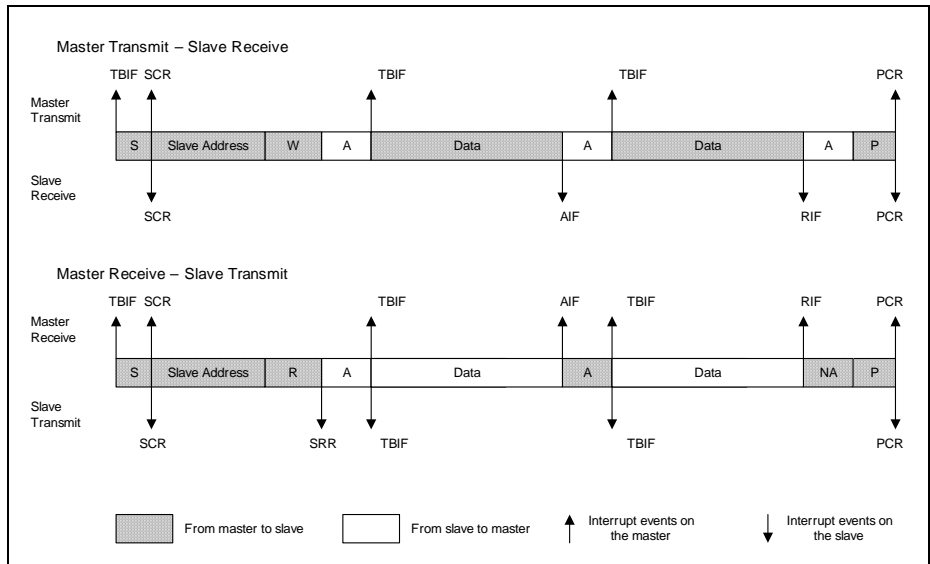 Master Transmit – Slave Receive
TBIF SCR TBIF TBIF PCR
Master
Transmit
S Slave Address W A Data A Data A P
Slave
Receive
SCR AIF RIF PCR
Master Receive – Slave Transmit
TBIF SCR TBIF AIF TBIF RIF PCR
Master
Receive
S Slave Address R A Data A Data NA P
Slave
Transmit
SCR SRR TBIF TBIF PCR
From master to slave
From slave to master
Interrupt events on
the master
Interrupt events on
the slave